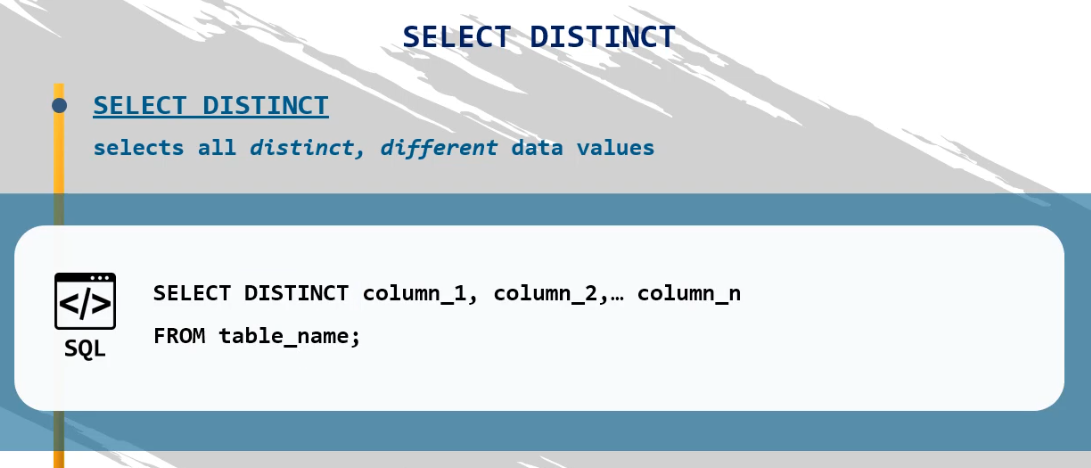 SELECT DISTINCT
SELECT DISTINCT
selects all distinct, different data values
</>
SQL
SELECT DISTINCT column_1, column_2,… column_n
FROM table_name;